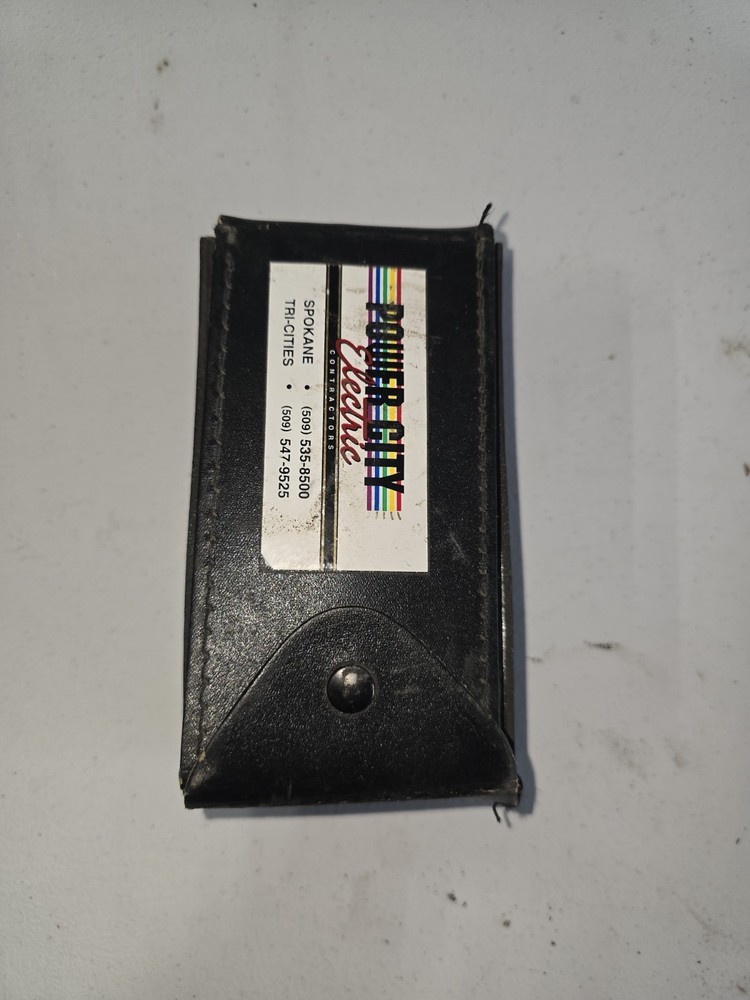 POWER CITY
Electric
CONTRACTORS
SPOKANE • (509) 535-8500
TRI-CITIES • (509) 547-9525